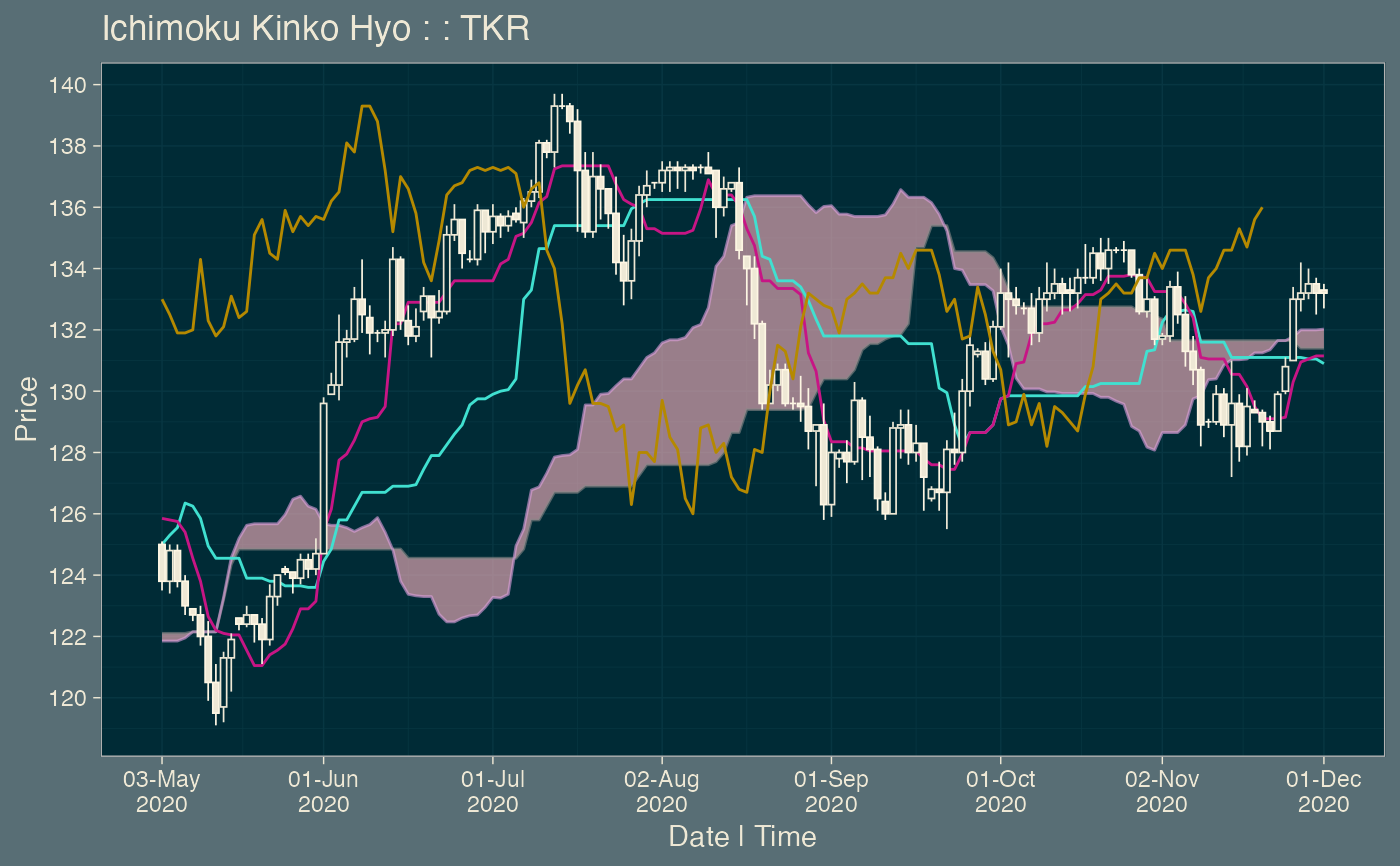 Ichimoku Kinko Hyo : : TKR
140
138
136
134
132
130
128
126
124
122
120
Price
03-May 01-Jun 01-Jul 02-Aug 01-Sep 01-Oct 02-Nov 01-Dec
2020 2020 2020 2020 2020 2020 2020 2020
Date | Time